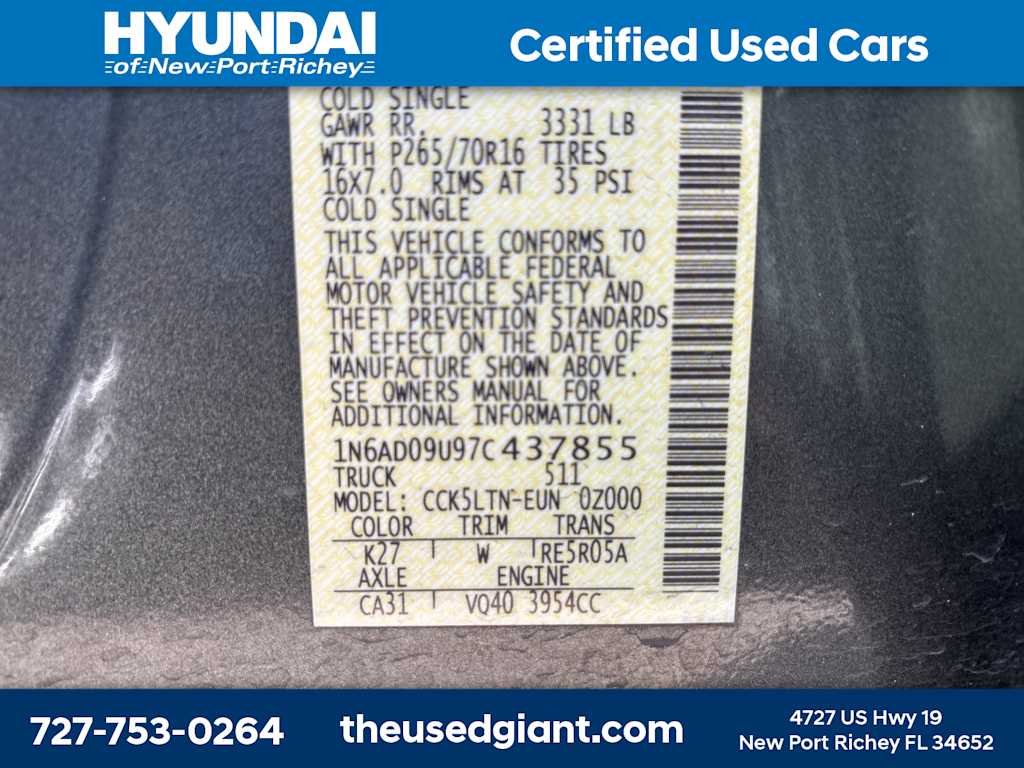 HYUNDAI
of New Port Richey
Certified Used Cars
COLD SINGLE
GAWR RR. 3331 LB
WITH P265/70R16 TIRES
16X7.0 RIMS AT 35 PSI
COLD SINGLE
THIS VEHICLE CONFORMS TO
ALL APPLICABLE FEDERAL
MOTOR VEHICLE SAFETY AND
THEFT PREVENTION STANDARDS
IN EFFECT ON THE DATE OF
MANUFACTURE SHOWN ABOVE.
SEE OWNERS MANUAL FOR
ADDITIONAL INFORMATION.
1N6AD09U97C437855
TRUCK 511
MODEL: CCK5LTN-EUN 0Z000
COLOR TRIM TRANS
K27 W RE5R05A
AXLE ENGINE
CA31 VQ40 3954CC
727-753-0264
theusedgiant.com
4727 US Hwy 19
New Port Richey FL 34652